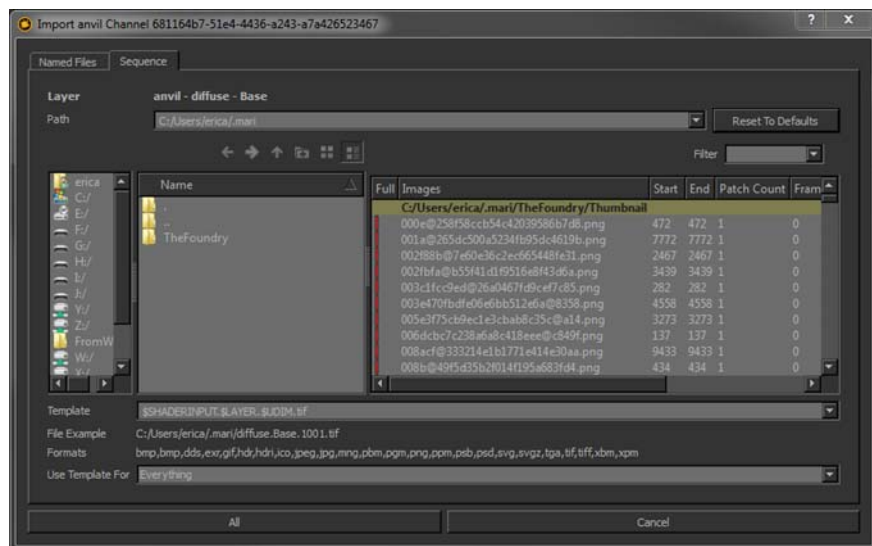 Import anvil Channel 681164b7-51e4-4436-a243-a7a426523467
Named Files Sequence
Layer anvil - diffuse - Base
Path C:/Users/erica/.mari Reset To Defaults
Filter
erica
C:/
E:/
F:/
G:/
H:/
I:/
Y:/
Z:/
FromW
W:/
Name
.
..
TheFoundry
Full Images Start End Patch Count Fram
C:/Users/erica/.mari/TheFoundry/Thumbnail
000e@258f58ccb54c42039586b7d8.png 472 472 1 0
001a@265dc500a5234fb95dc4619b.png 7772 7772 1 0
002f88b@7e60e36c2ec665448fe31.png 2467 2467 1 0
002fbfa@b55f41d1f9516e8f43d6a.png 3439 3439 1 0
003c1fcc9ed@26a0467fd9cef7c85.png 282 282 1 0
003e470fbdfe06e6bb512e6a@8358.png 4558 4558 1 0
005e3f75cb9ec1e3cbab8c35c@a14.png 3273 3273 1 0
006dcbc7c238a6a8c418eee@c849f.png 137 137 1 0
008acf@333214e1b1771e414e30aa.png 9433 9433 1 0
008b@49f5d35b2f014f195a683fd4.png 434 434 1 0
Template $SHADERINPUT.$LAYER.$UDIM.tif
File Example C:/Users/erica/.mari/diffuse.Base.1001.tif
Formats bmp,bmp,dds,exr,gif,hdr,hdri,ico,jpeg,jpg,mng,pbm,pgm,png,ppm,psb,psd,svg,svgz,tga,tif,tiff,xbm,xpm
Use Template For Everything
All Cancel